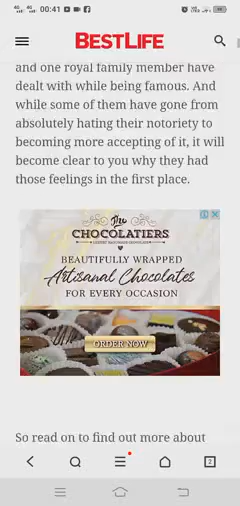 00:41
BESTLIFE
and one royal family member have
dealt with while being famous. And
while some of them have gone from
absolutely hating their notoriety to
becoming more accepting of it, it will
become clear to you why they had
those feelings in the first place.
The
CHOCOLATIERS
BEAUTIFULLY WRAPPED
Artisanal Chocolates
FOR EVERY OCCASION
ORDER NOW
So read on to find out more about
2